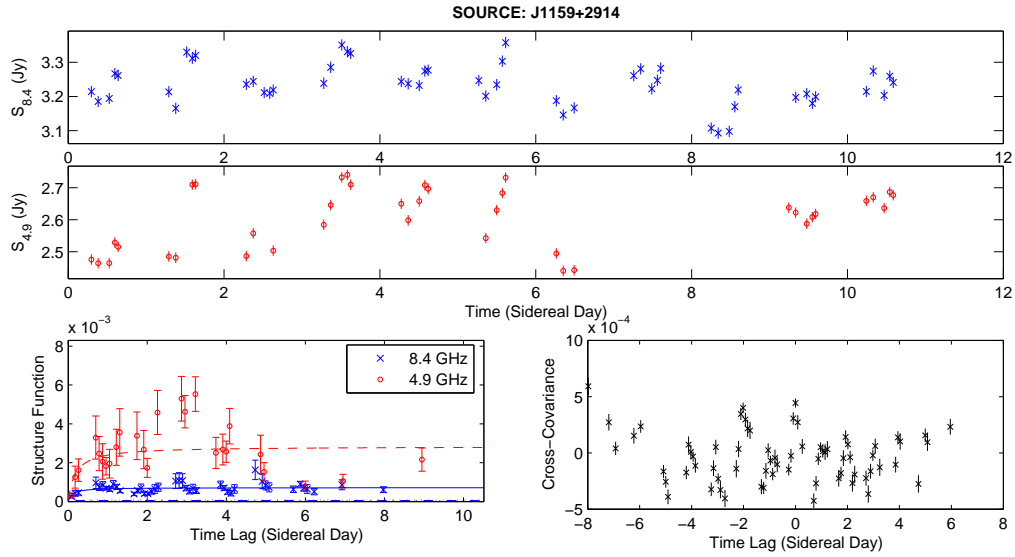 SOURCE: J1159+2914
S8.4 (Jy)
3.3
3.2
3.1
0 2 4 6 8 10 12
S4.9 (Jy)
2.7
2.6
2.5
0 2 4 6 8 10 12
Time (Sidereal Day)
x 10−3
Structure Function
8
6
4
2
0
0 2 4 6 8 10
Time Lag (Sidereal Day)
8.4 GHz
4.9 GHz
x 10−4
Cross−Covariance
10
5
0
−5
−8 −6 −4 −2 0 2 4 6 8
Time Lag (Sidereal Day)